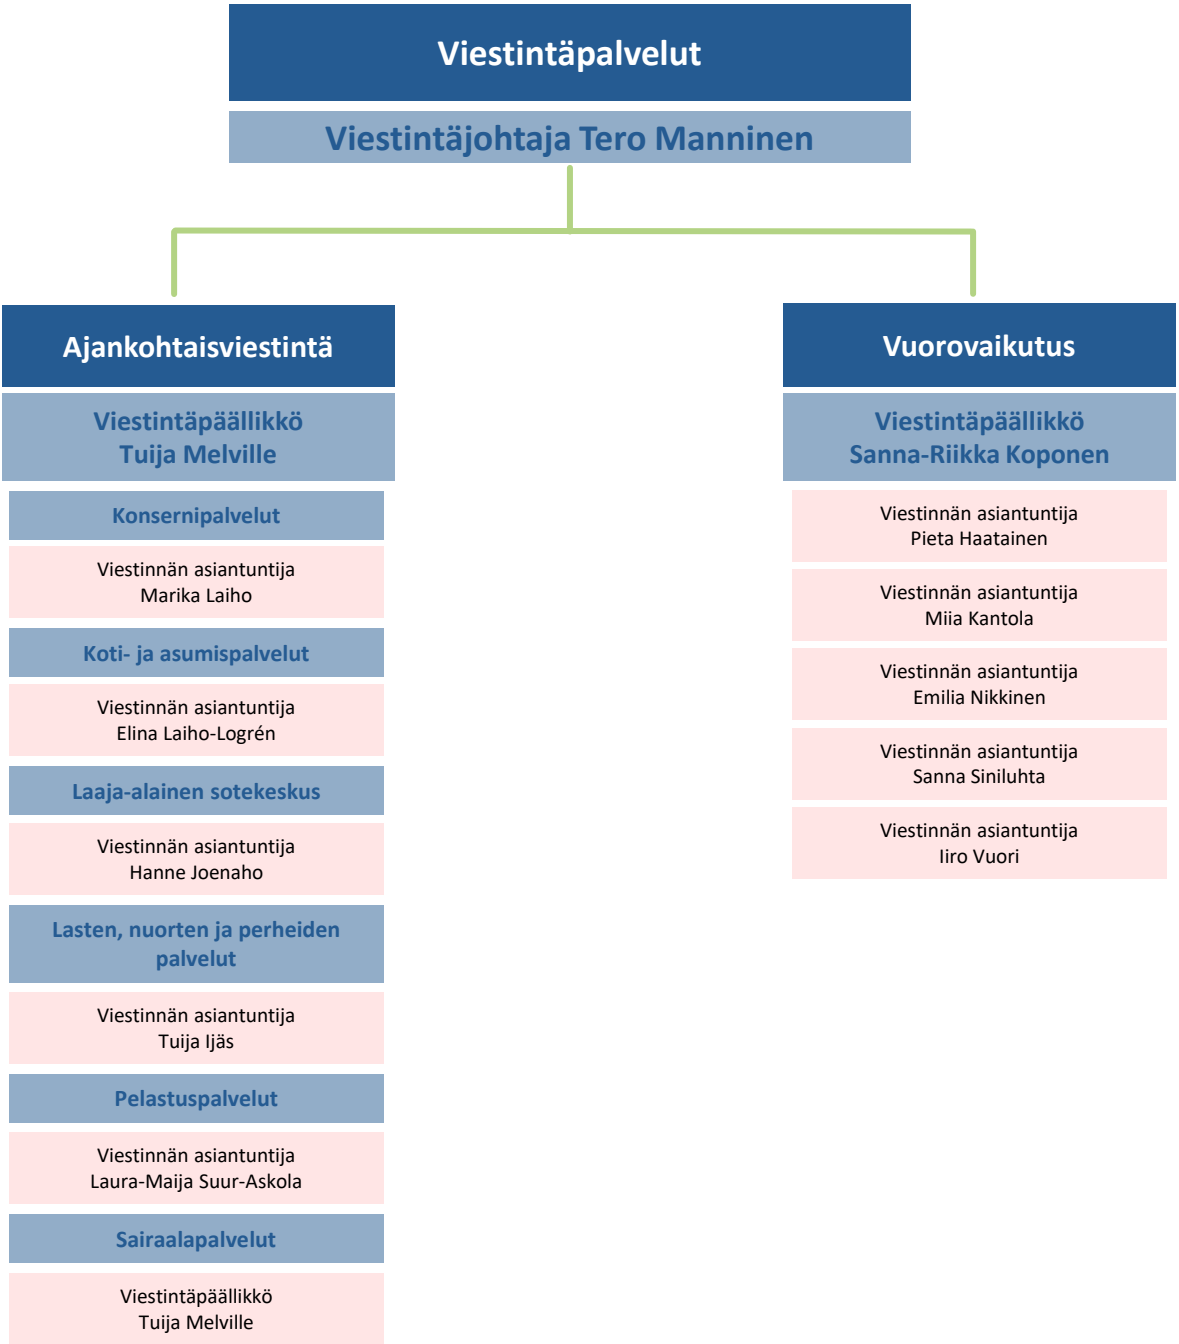 Viestintäpalvelut
Viestintäjohtaja Tero Manninen
Ajankohtaisviestintä
Viestintäpäällikkö
Tuija Melville
Konsernipalvelut
Viestinnän asiantuntija
Marika Laiho
Koti- ja asumispalvelut
Viestinnän asiantuntija
Elina Laiho-Logrén
Laaja-alainen sotekeskus
Viestinnän asiantuntija
Hanne Joenaho
Lasten, nuorten ja perheiden
palvelut
Viestinnän asiantuntija
Tuija Ijäs
Pelastuspalvelut
Viestinnän asiantuntija
Laura-Maija Suur-Askola
Sairaalapalvelut
Viestintäpäällikkö
Tuija Melville
Vuorovaikutus
Viestintäpäällikkö
Sanna-Riikka Koponen
Viestinnän asiantuntija
Pieta Haatainen
Viestinnän asiantuntija
Miia Kantola
Viestinnän asiantuntija
Emilia Nikkinen
Viestinnän asiantuntija
Sanna Siniluhta
Viestinnän asiantuntija
Iiro Vuori